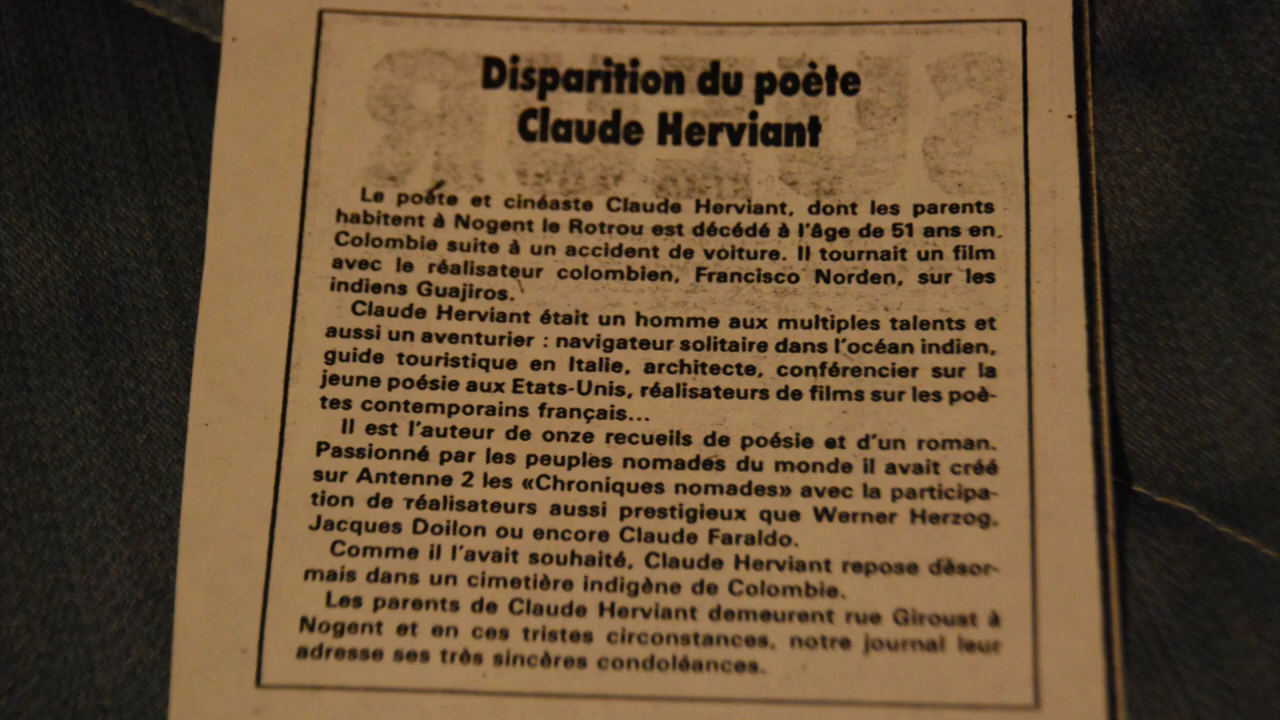 Disparition du poète
Claude Herviant
Le poéte et cinéaste Claude Herviant, dont les parents
habitent à Nogent le Rotrou est décédé à l'âge de 51 ans en
Colombie suite à un accident de voiture. Il tournait un film
avec le réalisateur colombien, Francisco Norden, sur les
indiens Guajiros.
Claude Herviant était un homme aux multiples talents et
aussi un aventurier : navigateur solitaire dans l'océan indien,
guide touristique en Italie, architecte, conférencier sur la
jeune poésie aux Etats-Unis, réalisateurs de films sur les poè-
tes contemporains français...
Il est l'auteur de onze recueils de poésie et d'un roman.
Passionné par les peuples nomades du monde il avait créé
sur Antenne 2 les «Chroniques nomades» avec la participa-
tion de réalisateurs aussi prestigieux que Werner Herzog,
Jacques Doilon ou encore Claude Faraldo.
Comme il l'avait souhaité, Claude Herviant repose désor-
mais dans un cimetière indigène de Colombie.
Les parents de Claude Herviant demeurent rue Giroust à
Nogent et en ces tristes circonstances, notre journal leur
adresse ses très sincères condoléances.